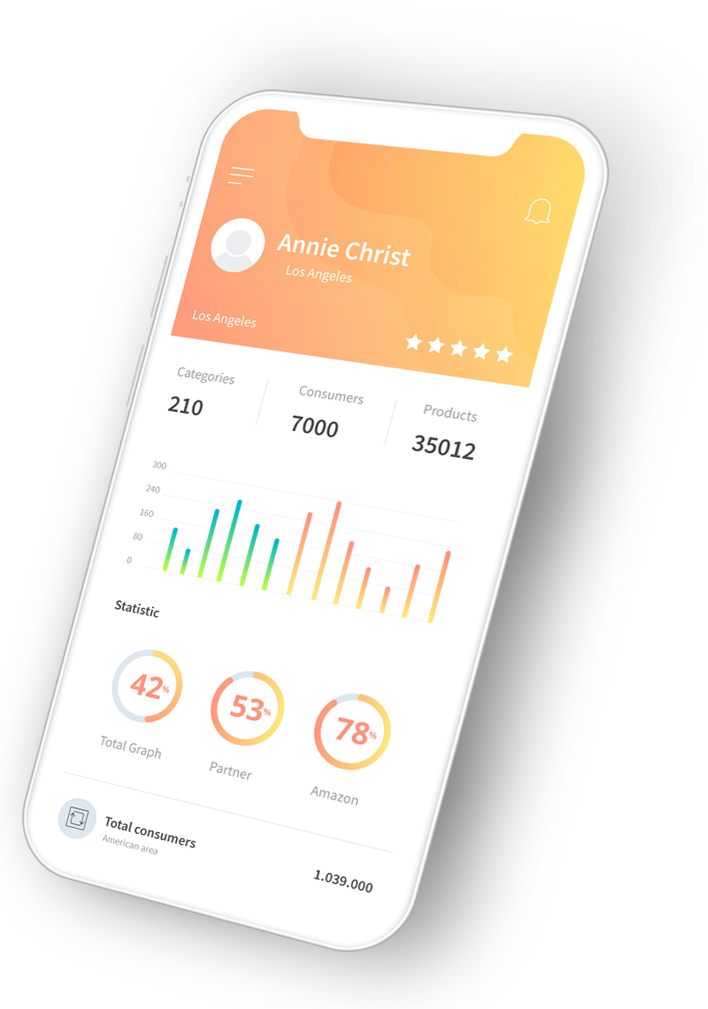 Annie Christ
Los Angeles
Los Angeles
Categories Consumers Products
210 7000 35012
300
240
160
80
0
Statistic
42% 53% 78%
Total Graph Partner Amazon
Total consumers
American area
1.039.000